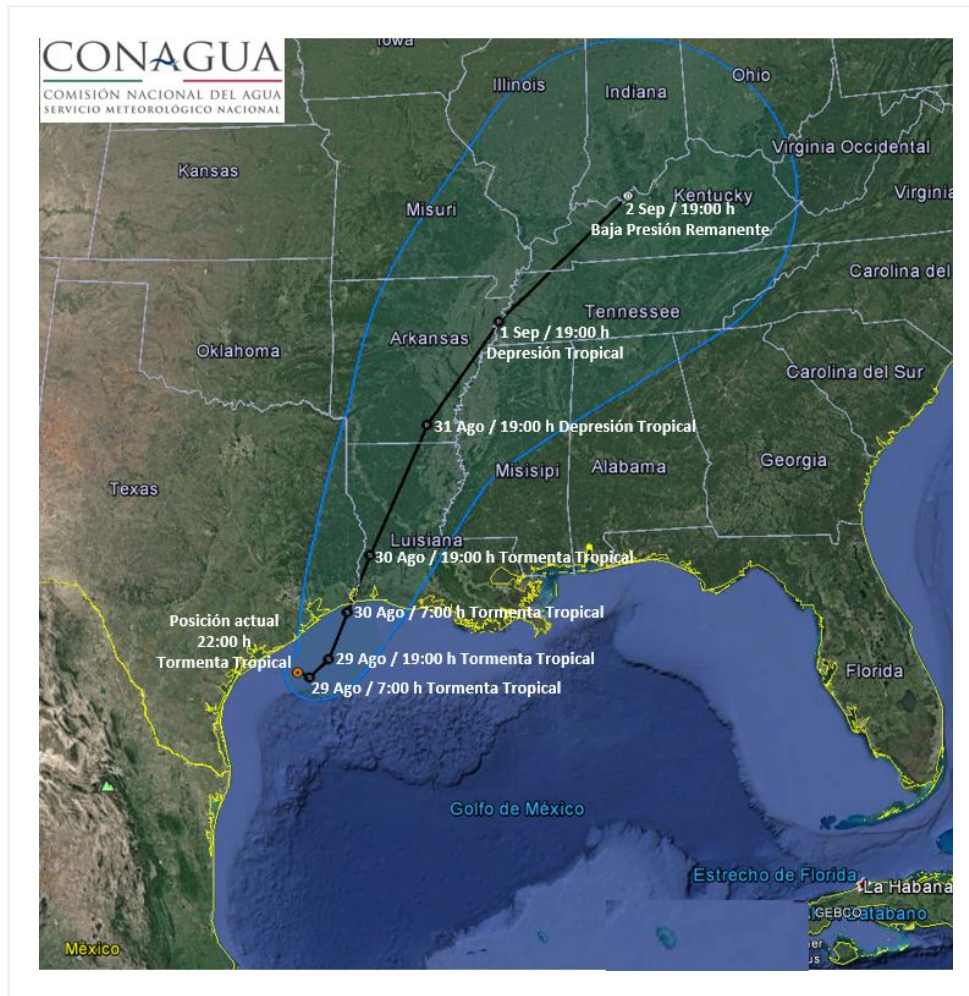 CONAGUA
COMISIÓN NACIONAL DEL AGUA
SERVICIO METEOROLÓGICO NACIONAL
Iowa
Illinois
Indiana
Ohio
Kansas
Virginia Occidental
Misuri
Kentucky
Virginia
2 Sep / 19:00 h
Baja Presión Remanente
Carolina del
Tennessee
Arkansas
1 Sep / 19:00 h
Depresión Tropical
Oklahoma
Carolina del Sur
31 Ago / 19:00 h Depresión Tropical
Misisipi
Alabama
Georgia
Texas
Luisiana
30 Ago / 19:00 h Tormenta Tropical
30 Ago / 7:00 h Tormenta Tropical
Posición actual
22:00 h
Tormenta Tropical
29 Ago / 19:00 h Tormenta Tropical
29 Ago / 7:00 h Tormenta Tropical
Florida
Golfo de México
Estrecho de Florida
La Habana
GEBCO
Batabano
México